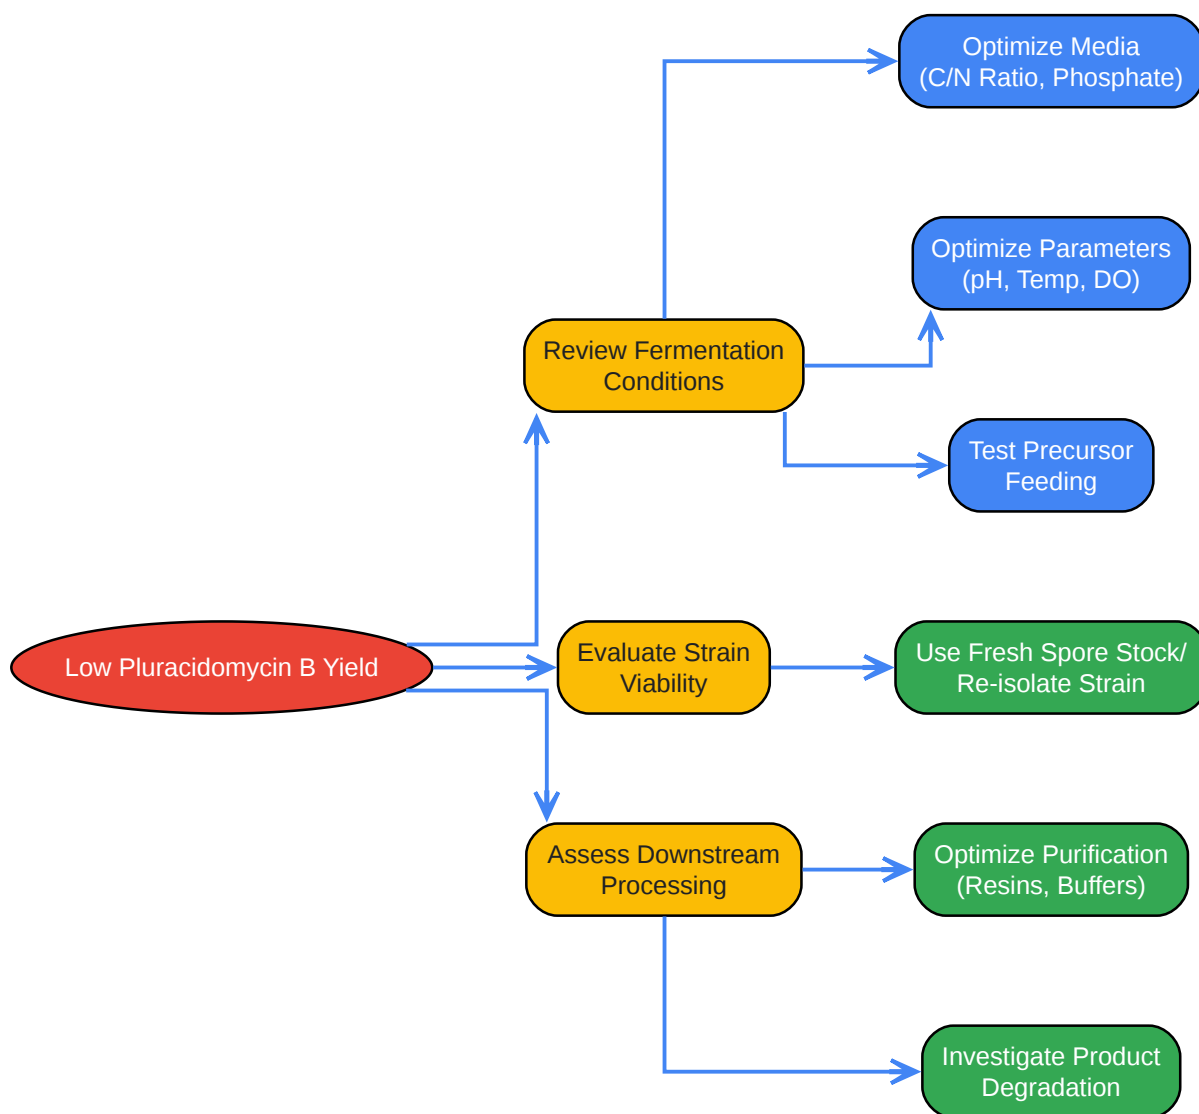 Optimize Media
(C/N Ratio, Phosphate)
Optimize Parameters
(pH, Temp, DO)
Review Fermentation
Conditions
Test Precursor
Feeding
Low Pluracidomycin B Yield
Evaluate Strain
Viability
Use Fresh Spore Stock/
Re-isolate Strain
Assess Downstream
Processing
Optimize Purification
(Resins, Buffers)
Investigate Product
Degradation